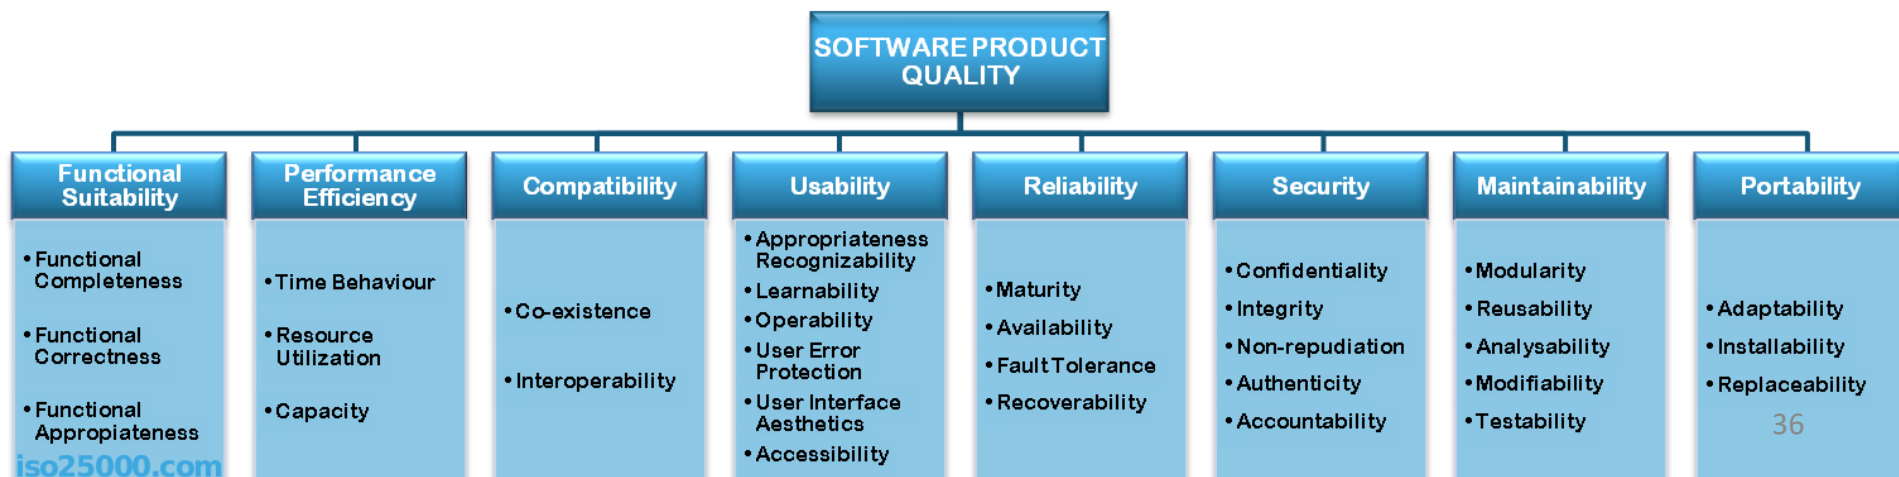 SOFTWARE PRODUCT
QUALITY
Functional
Suitability
• Functional
Completeness
• Functional
Correctness
• Functional
Appropiateness
iso25000.com
Performance
Efficiency
• Time Behaviour
• Resource
Utilization
• Capacity
Compatibility
• Co-existence
• Interoperability
Usability
• Appropriateness
Recognizability
• Learnability
• Operability
• User Error
Protection
• User Interface
Aesthetics
• Accessibility
Reliability
• Maturity
• Availability
• Fault Tolerance
• Recoverability
Security
• Confidentiality
• Integrity
• Non-repudiation
• Authenticity
• Accountability
Maintainability
• Modularity
• Reusability
• Analysability
• Modifiability
• Testability
Portability
• Adaptability
• Installability
• Replaceability
36